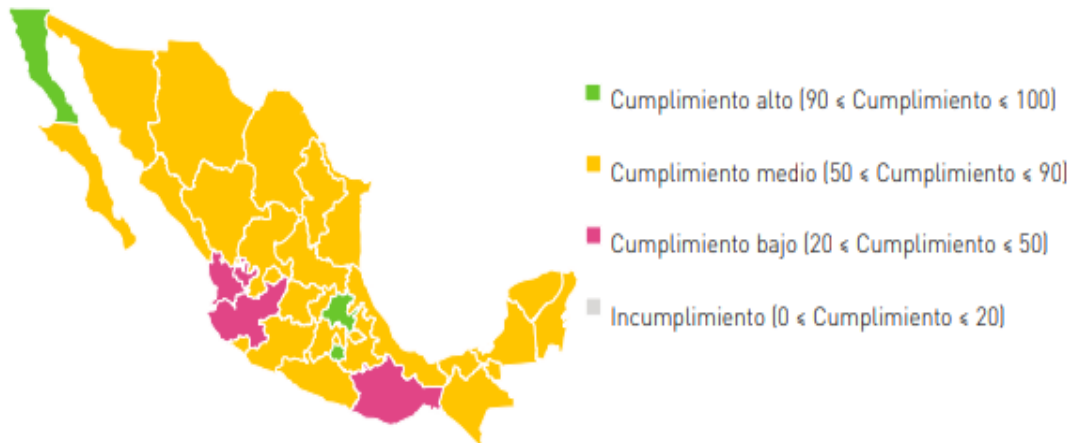 Cumplimiento alto (90 < Cumplimiento ≤ 100)
Cumplimiento medio (50 < Cumplimiento ≤ 90)
Cumplimiento bajo (20 < Cumplimiento ≤ 50)
Incumplimiento (0 ≤ Cumplimiento ≤ 20)